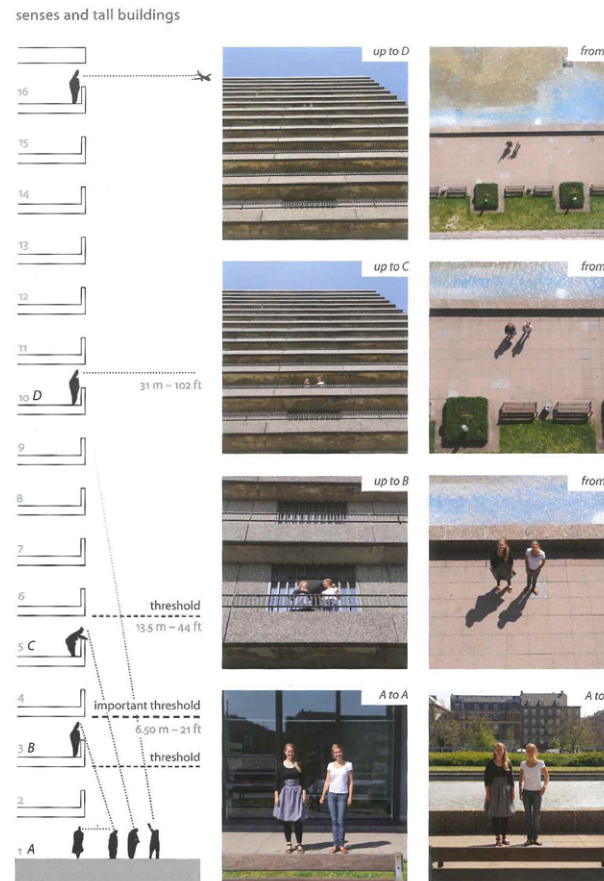 senses and tall buildings
16
15
14
13
12
11
10 D
31 m – 102 ft
9
8
7
6
threshold
13.5 m – 44 ft
5 C
4
important threshold
6.50 m – 21 ft
3 B
threshold
2
1 A
up to D
from
up to C
from
up to B
from
A to A
A to